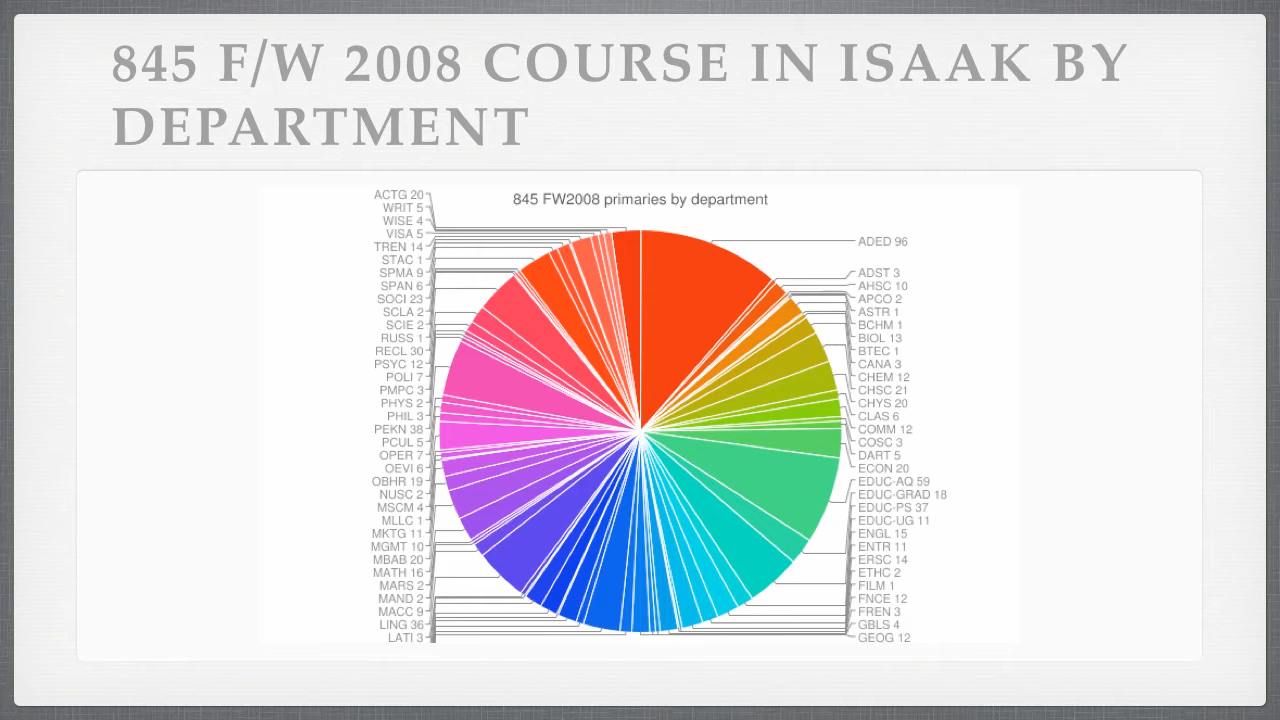 845 F/W 2008 COURSE IN ISAAK BY
DEPARTMENT
845 FW2008 primaries by department
ACTG 20
WRIT 5
WISE 4
VISA 5
TREN 14
STAC 1
SPMA 9
SPAN 6
SOCI 23
SCLA 2
SCIE 2
RUSS 1
RECL 30
PSYC 12
POLI 7
PMPC 3
PHYS 2
PHIL 3
PEKN 38
PCUL 5
OPER 7
OEVI 6
OBHR 19
NUSC 2
MSCM 4
MLLC 1
MKTG 11
MGMT 10
MBAB 20
MATH 16
MARS 2
MAND 2
MACC 9
LING 36
LATI 3
ADED 96
ADST 3
AHSC 10
APCO 2
ASTR 1
BCHM 1
BIOL 13
BTEC 1
CANA 3
CHEM 12
CHSC 21
CHYS 20
CLAS 6
COMM 12
COSC 3
DART 5
ECON 20
EDUC-AQ 59
EDUC-GRAD 18
EDUC-PS 37
EDUC-UG 11
ENGL 15
ENTR 11
ERSC 14
ETHC 2
FILM 1
FNCE 12
FREN 3
GBLS 4
GEOG 12